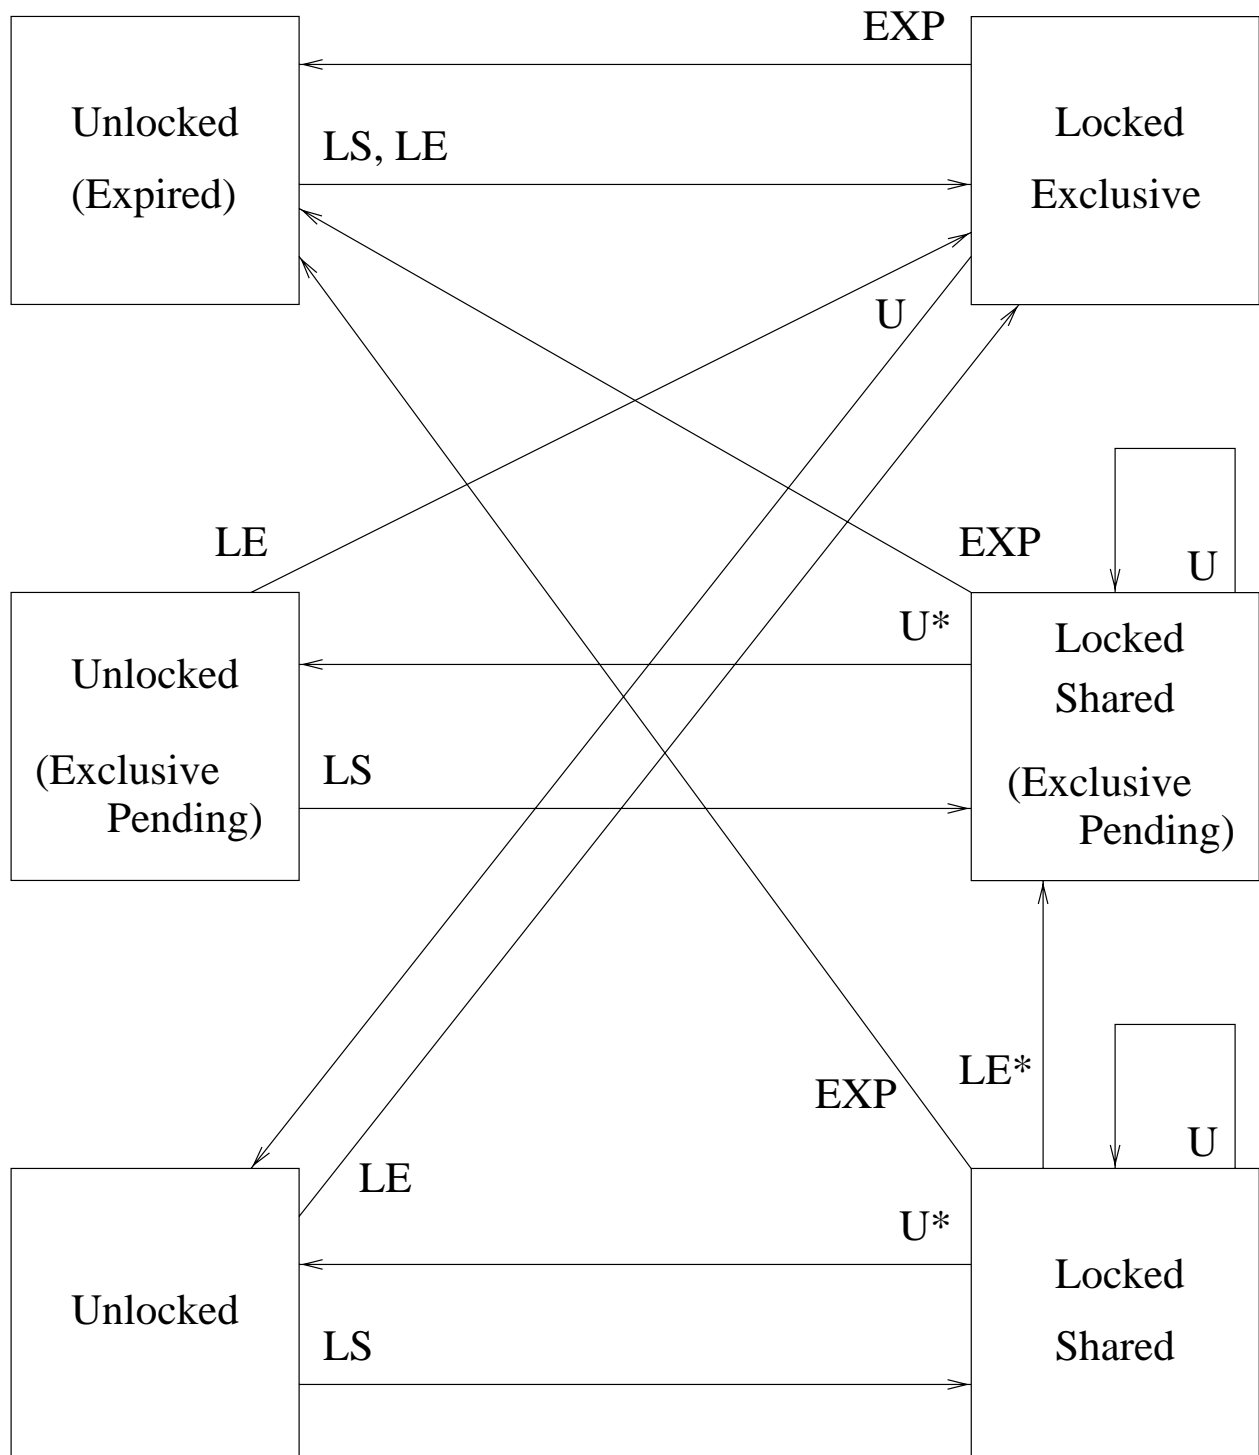 EXP
Unlocked
(Expired)
LS, LE
Locked
Exclusive
U
LE
EXP
U
U*
Unlocked
(Exclusive
Pending)
LS
Locked
Shared
(Exclusive
Pending)
LE*
EXP
U
LE
U*
Unlocked
LS
Locked
Shared